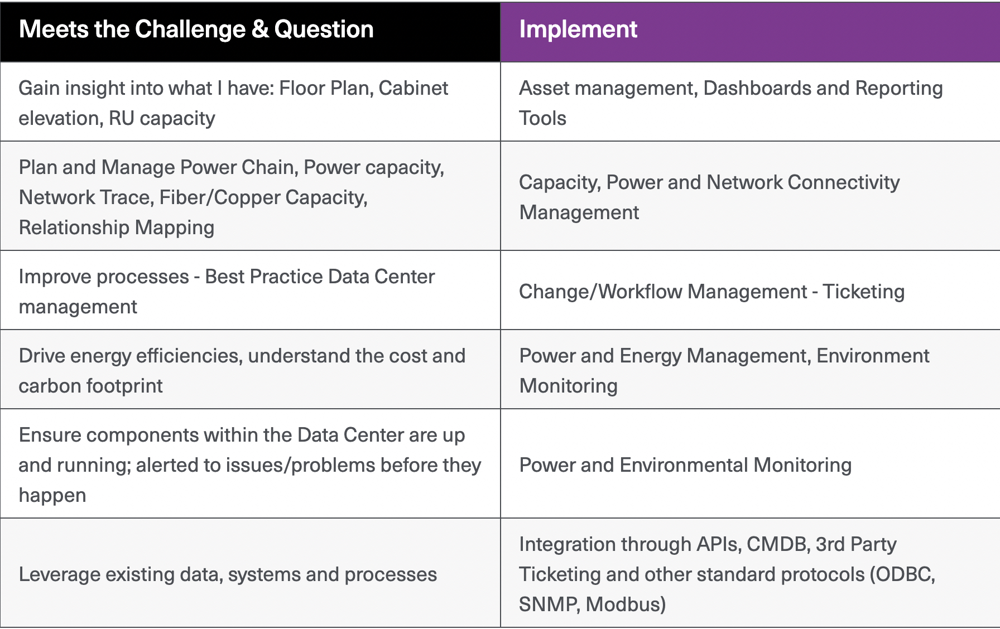 Meets the Challenge & Question
Implement
Gain insight into what I have: Floor Plan, Cabinet
elevation, RU capacity
Asset management, Dashboards and Reporting
Tools
Plan and Manage Power Chain, Power capacity,
Network Trace, Fiber/Copper Capacity,
Relationship Mapping
Capacity, Power and Network Connectivity
Management
Improve processes - Best Practice Data Center
management
Change/Workflow Management - Ticketing
Drive energy efficiencies, understand the cost and
carbon footprint
Power and Energy Management, Environment
Monitoring
Ensure components within the Data Center are up
and running; alerted to issues/problems before they
happen
Power and Environmental Monitoring
Leverage existing data, systems and processes
Integration through APIs, CMDB, 3rd Party
Ticketing and other standard protocols (ODBC,
SNMP, Modbus)